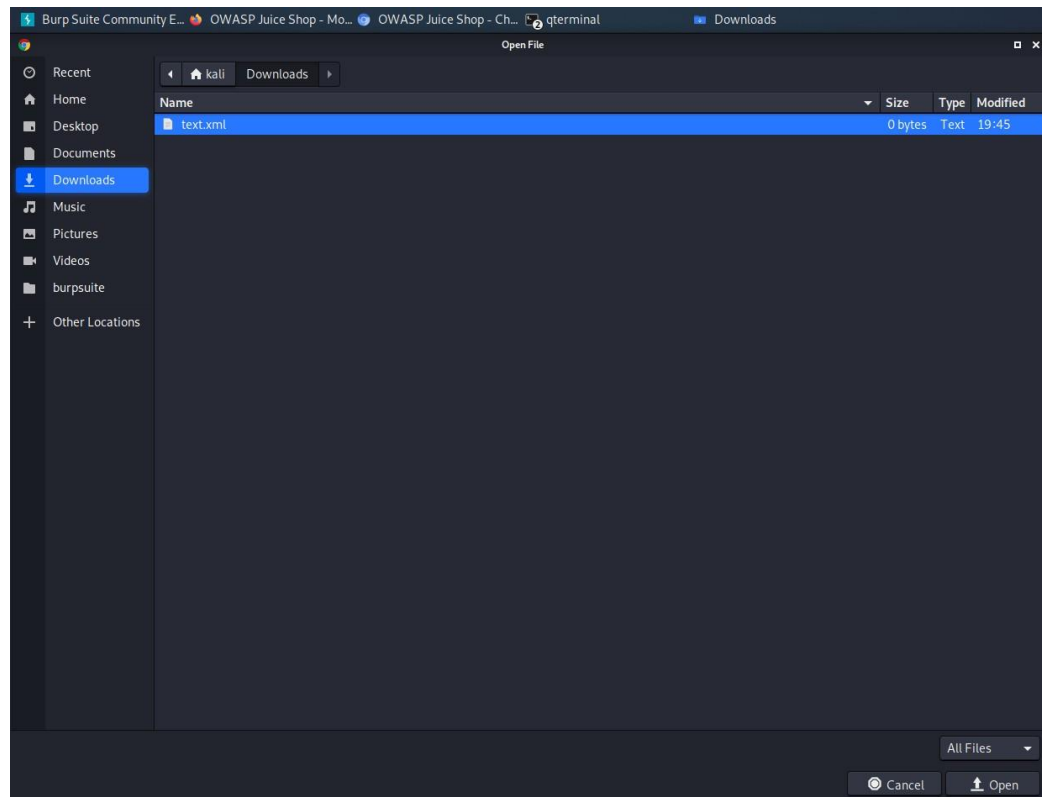 Burp Suite Community E... OWASP Juice Shop - Mo... OWASP Juice Shop - Ch... 2 qterminal Downloads
Open File
Recent
Home
Desktop
Documents
Downloads
Music
Pictures
Videos
burpsuite
Other Locations
kali Downloads
Name Size Type Modified
text.xml 0 bytes Text 19:45
All Files
Cancel Open